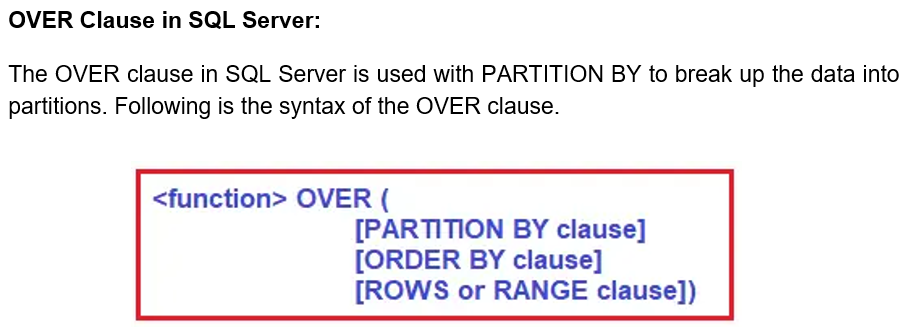 OVER Clause in SQL Server:
The OVER clause in SQL Server is used with PARTITION BY to break up the data into
partitions. Following is the syntax of the OVER clause.
<function> OVER (
[PARTITION BY clause]
[ORDER BY clause]
[ROWS or RANGE clause])